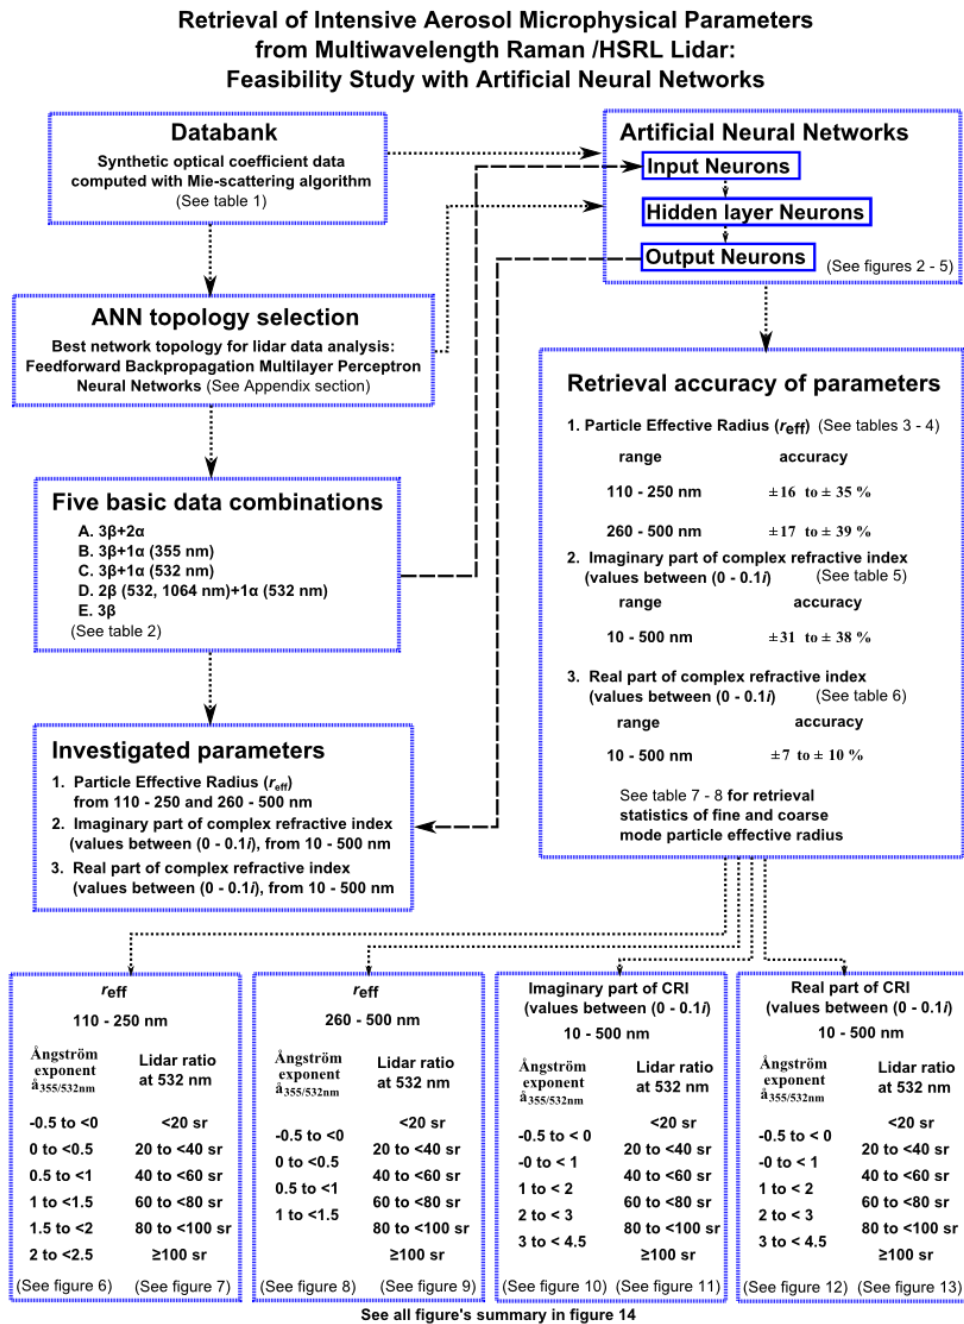 Retrieval of Intensive Aerosol Microphysical Parameters
from Multiwavelength Raman /HSRL Lidar:
Feasibility Study with Artificial Neural Networks
Databank
Synthetic optical coefficient data
computed with Mie-scattering algorithm
(See table 1)
ANN topology selection
Best network topology for lidar data analysis:
Feedforward Backpropagation Multilayer Perceptron
Neural Networks (See Appendix section)
Five basic data combinations
A. 3β+2α
B. 3β+1α (355 nm)
C. 3β+1α (532 nm)
D. 2β (532, 1064 nm)+1α (532 nm)
E. 3β
(See table 2)
Investigated parameters
1. Particle Effective Radius (reff)
from 110 - 250 and 260 - 500 nm
2. Imaginary part of complex refractive index
(values between (0 - 0.1i), from 10 - 500 nm
3. Real part of complex refractive index
(values between (0 - 0.1i), from 10 - 500 nm
Artificial Neural Networks
Input Neurons
Hidden layer Neurons
Output Neurons
(See figures 2 - 5)
Retrieval accuracy of parameters
1. Particle Effective Radius (reff) (See tables 3 - 4)
range accuracy
110 - 250 nm ±16 to ± 35 %
260 - 500 nm ±17 to ± 39 %
2. Imaginary part of complex refractive index
(values between (0 - 0.1i) (See table 5)
range accuracy
10 - 500 nm ±31 to ± 38 %
3. Real part of complex refractive index
(values between (0 - 0.1i) (See table 6)
range accuracy
10 - 500 nm ±7 to ± 10 %
See table 7 - 8 for retrieval
statistics of fine and coarse
mode particle effective radius
reff
110 - 250 nm
Ångström
exponent
å355/532nm
Lidar ratio
at 532 nm
-0.5 to <0 <20 sr
0 to <0.5 20 to <40 sr
0.5 to <1 40 to <60 sr
1 to <1.5 60 to <80 sr
1.5 to <2 80 to <100 sr
2 to <2.5 ≥100 sr
(See figure 6) (See figure 7)
reff
260 - 500 nm
Ångström
exponent
å355/532nm
Lidar ratio
at 532 nm
-0.5 to <0
0 to <0.5
0.5 to <1
1 to <1.5
<20 sr
20 to <40 sr
40 to <60 sr
60 to <80 sr
80 to <100 sr
≥100 sr
(See figure 8) (See figure 9)
Imaginary part of CRI
(values between (0 - 0.1i)
10 - 500 nm
Ångström
exponent
å355/532nm
Lidar ratio
at 532 nm
-0.5 to < 0
-0 to < 1
1 to < 2
2 to < 3
3 to < 4.5
<20 sr
20 to <40 sr
40 to <60 sr
60 to <80 sr
80 to <100 sr
≥100 sr
(See figure 10) (See figure 11)
Real part of CRI
(values between (0 - 0.1i)
10 - 500 nm
Ångström
exponent
å355/532nm
Lidar ratio
at 532 nm
-0.5 to < 0
-0 to < 1
1 to < 2
2 to < 3
3 to < 4.5
<20 sr
20 to <40 sr
40 to <60 sr
60 to <80 sr
80 to <100 sr
≥100 sr
(See figure 12) (See figure 13)
See all figure's summary in figure 14